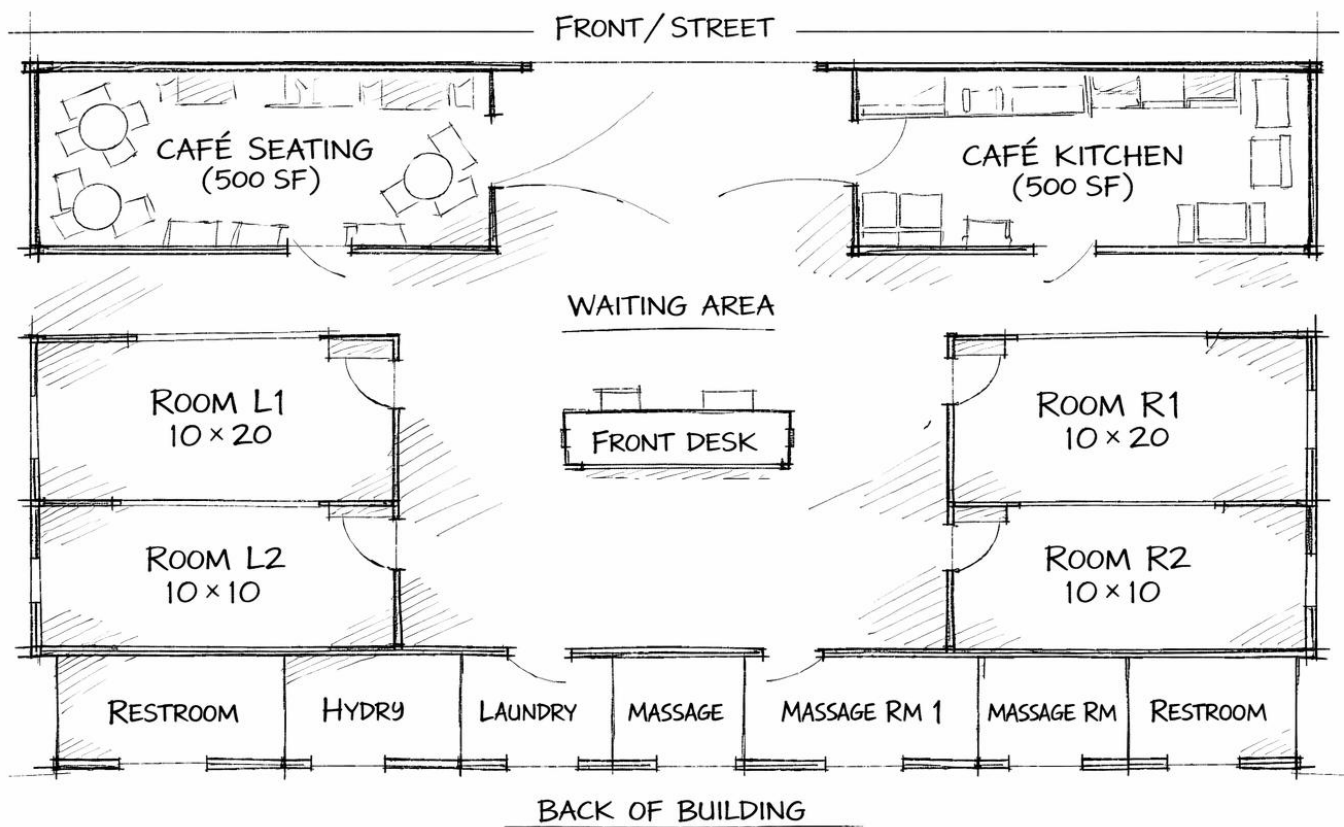 FRONT/STREET
CAFÉ SEATING
(500 SF)
CAFÉ KITCHEN
(500 SF)
WAITING AREA
ROOM L1
10 × 20
FRONT DESK
ROOM R1
10 × 20
ROOM L2
10 × 10
ROOM R2
10 × 10
RESTROOM
HYDRY
LAUNDRY
MASSAGE
MASSAGE RM 1
MASSAGE RM
RESTROOM
BACK OF BUILDING